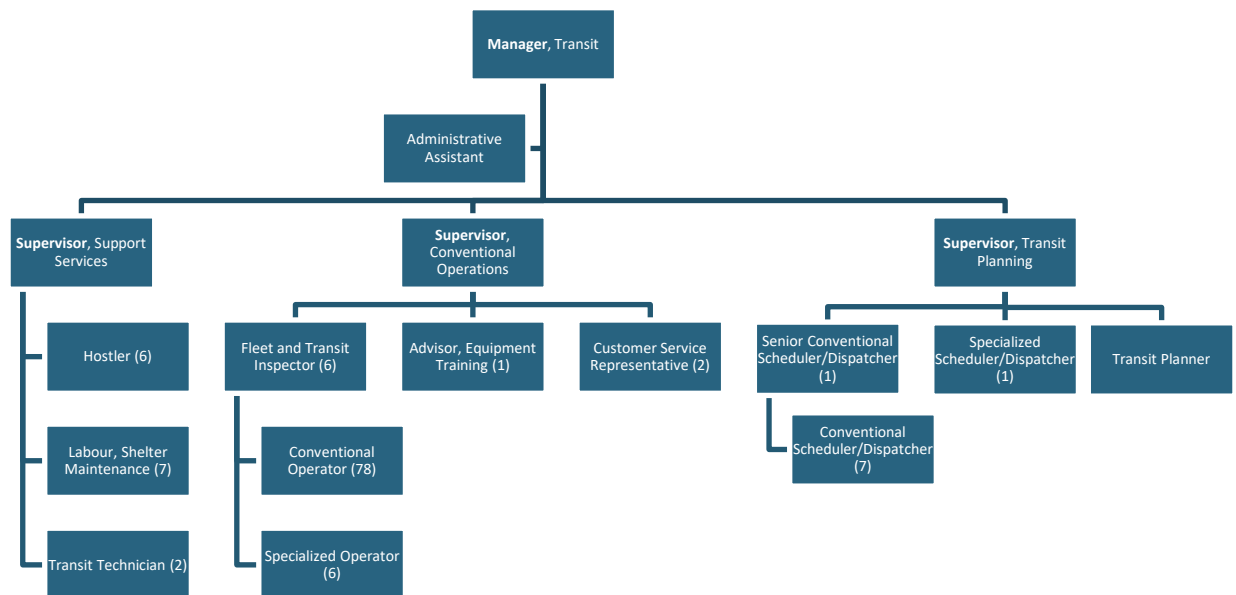 Manager, Transit
Administrative
Assistant
Supervisor, Support
Services
Supervisor,
Conventional
Operations
Supervisor, Transit
Planning
Hostler (6)
Fleet and Transit
Inspector (6)
Advisor, Equipment
Training (1)
Customer Service
Representative (2)
Senior Conventional
Scheduler/Dispatcher
(1)
Specialized
Scheduler/Dispatcher
(1)
Transit Planner
Labour, Shelter
Maintenance (7)
Conventional
Operator (78)
Conventional
Scheduler/Dispatcher
(7)
Transit Technician (2)
Specialized Operator
(6)